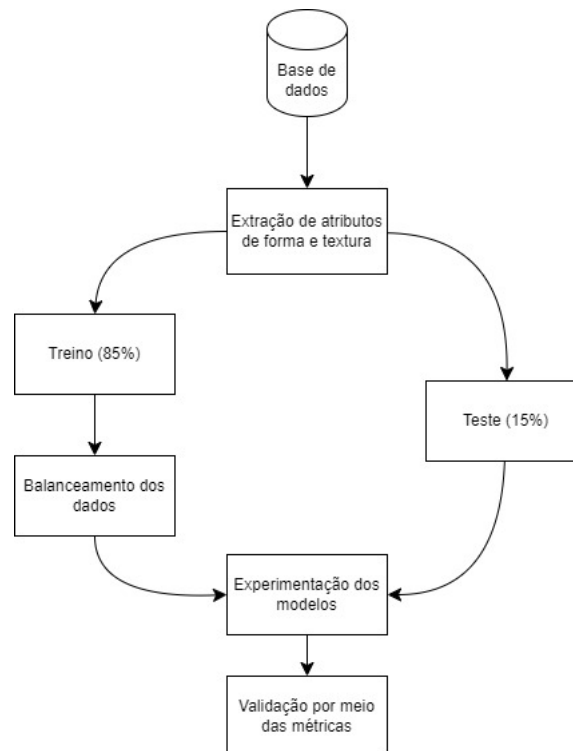 Base de
dados
Extração de atributos
de forma e textura
Treino (85%)
Teste (15%)
Balanceamento dos
dados
Experimentação dos
modelos
Validação por meio
das métricas